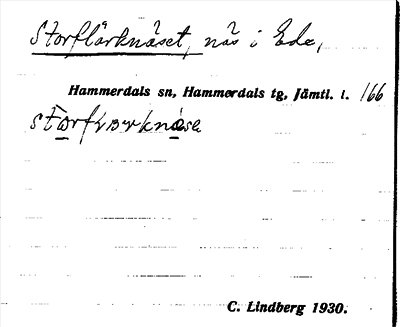 Storflärknäset, näs i Ede,
Hammerdals sn, Hammerdals tg, Jämtl. l. 166
C. Lindberg 1930.